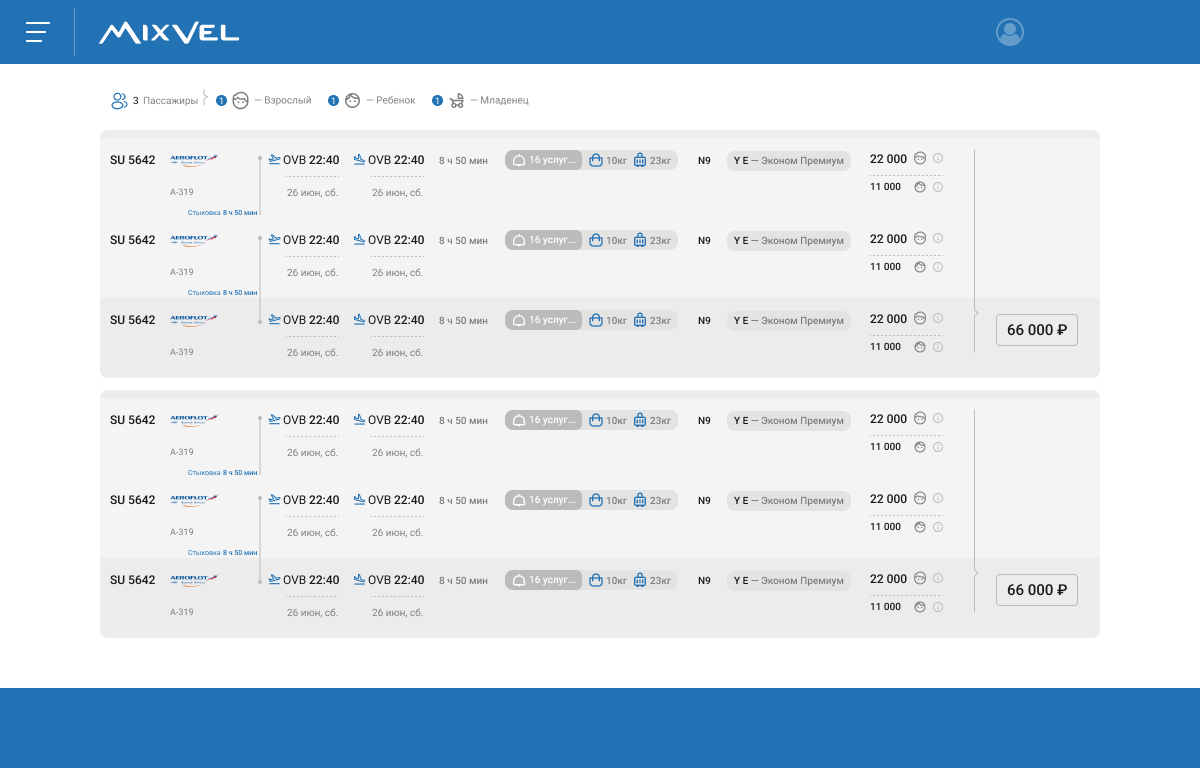 MIXVEL
3 Пассажиры 1 — Взрослый 1 — Ребенок 1 — Младенец
SU 5642 AEROFLOT OVB 22:40 OVB 22:40 8 ч 50 мин 16 услуг... 10кг 23кг N9 Y E — Эконом Премиум 22 000
A-319 26 июн, сб. 26 июн, сб. 11 000
Стыковка 8 ч 50 мин
SU 5642 AEROFLOT OVB 22:40 OVB 22:40 8 ч 50 мин 16 услуг... 10кг 23кг N9 Y E — Эконом Премиум 22 000
A-319 26 июн, сб. 26 июн, сб. 11 000
Стыковка 8 ч 50 мин
SU 5642 AEROFLOT OVB 22:40 OVB 22:40 8 ч 50 мин 16 услуг... 10кг 23кг N9 Y E — Эконом Премиум 22 000
66 000 ₽
A-319 26 июн, сб. 26 июн, сб. 11 000
SU 5642 AEROFLOT OVB 22:40 OVB 22:40 8 ч 50 мин 16 услуг... 10кг 23кг N9 Y E — Эконом Премиум 22 000
A-319 26 июн, сб. 26 июн, сб. 11 000
Стыковка 8 ч 50 мин
SU 5642 AEROFLOT OVB 22:40 OVB 22:40 8 ч 50 мин 16 услуг... 10кг 23кг N9 Y E — Эконом Премиум 22 000
A-319 26 июн, сб. 26 июн, сб. 11 000
Стыковка 8 ч 50 мин
SU 5642 AEROFLOT OVB 22:40 OVB 22:40 8 ч 50 мин 16 услуг... 10кг 23кг N9 Y E — Эконом Премиум 22 000
66 000 ₽
A-319 26 июн, сб. 26 июн, сб. 11 000